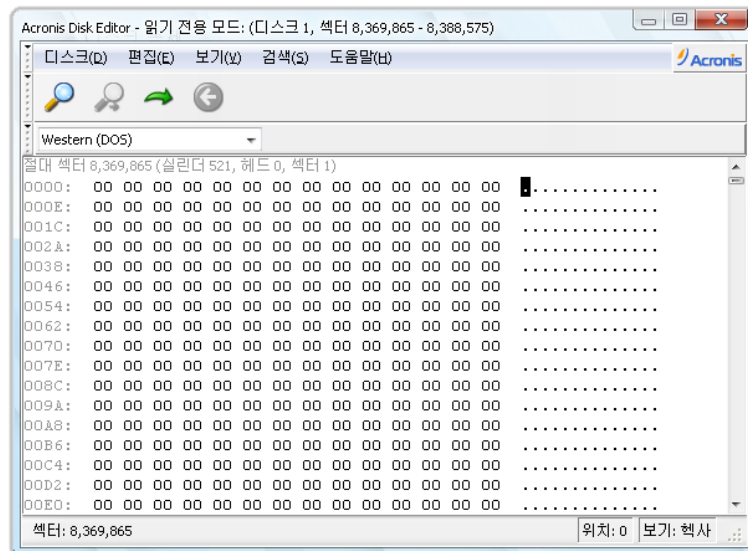 Acronis Disk Editor - 읽기 전용 모드: (디스크 1, 섹터 8,369,865 - 8,388,575)
디스크(D) 편집(E) 보기(V) 검색(S) 도움말(H) Acronis
Western (DOS)
절대 섹터 8,369,865 (실린더 521, 헤드 0, 섹터 1)
0000: 00 00 00 00 00 00 00 00 00 00 00 00 00 00 ..............
000E: 00 00 00 00 00 00 00 00 00 00 00 00 00 00 ..............
001C: 00 00 00 00 00 00 00 00 00 00 00 00 00 00 ..............
002A: 00 00 00 00 00 00 00 00 00 00 00 00 00 00 ..............
0038: 00 00 00 00 00 00 00 00 00 00 00 00 00 00 ..............
0046: 00 00 00 00 00 00 00 00 00 00 00 00 00 00 ..............
0054: 00 00 00 00 00 00 00 00 00 00 00 00 00 00 ..............
0062: 00 00 00 00 00 00 00 00 00 00 00 00 00 00 ..............
0070: 00 00 00 00 00 00 00 00 00 00 00 00 00 00 ..............
007E: 00 00 00 00 00 00 00 00 00 00 00 00 00 00 ..............
008C: 00 00 00 00 00 00 00 00 00 00 00 00 00 00 ..............
009A: 00 00 00 00 00 00 00 00 00 00 00 00 00 00 ..............
00A8: 00 00 00 00 00 00 00 00 00 00 00 00 00 00 ..............
00B6: 00 00 00 00 00 00 00 00 00 00 00 00 00 00 ..............
00C4: 00 00 00 00 00 00 00 00 00 00 00 00 00 00 ..............
00D2: 00 00 00 00 00 00 00 00 00 00 00 00 00 00 ..............
00E0: 00 00 00 00 00 00 00 00 00 00 00 00 00 00 ..............
섹터: 8,369,865 위치: 0 보기: 헥사